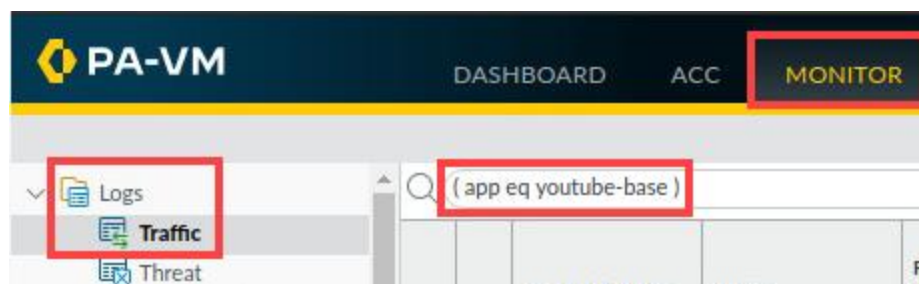 PA-VM
DASHBOARD ACC MONITOR
Logs
( app eq youtube-base )
Traffic
Threat